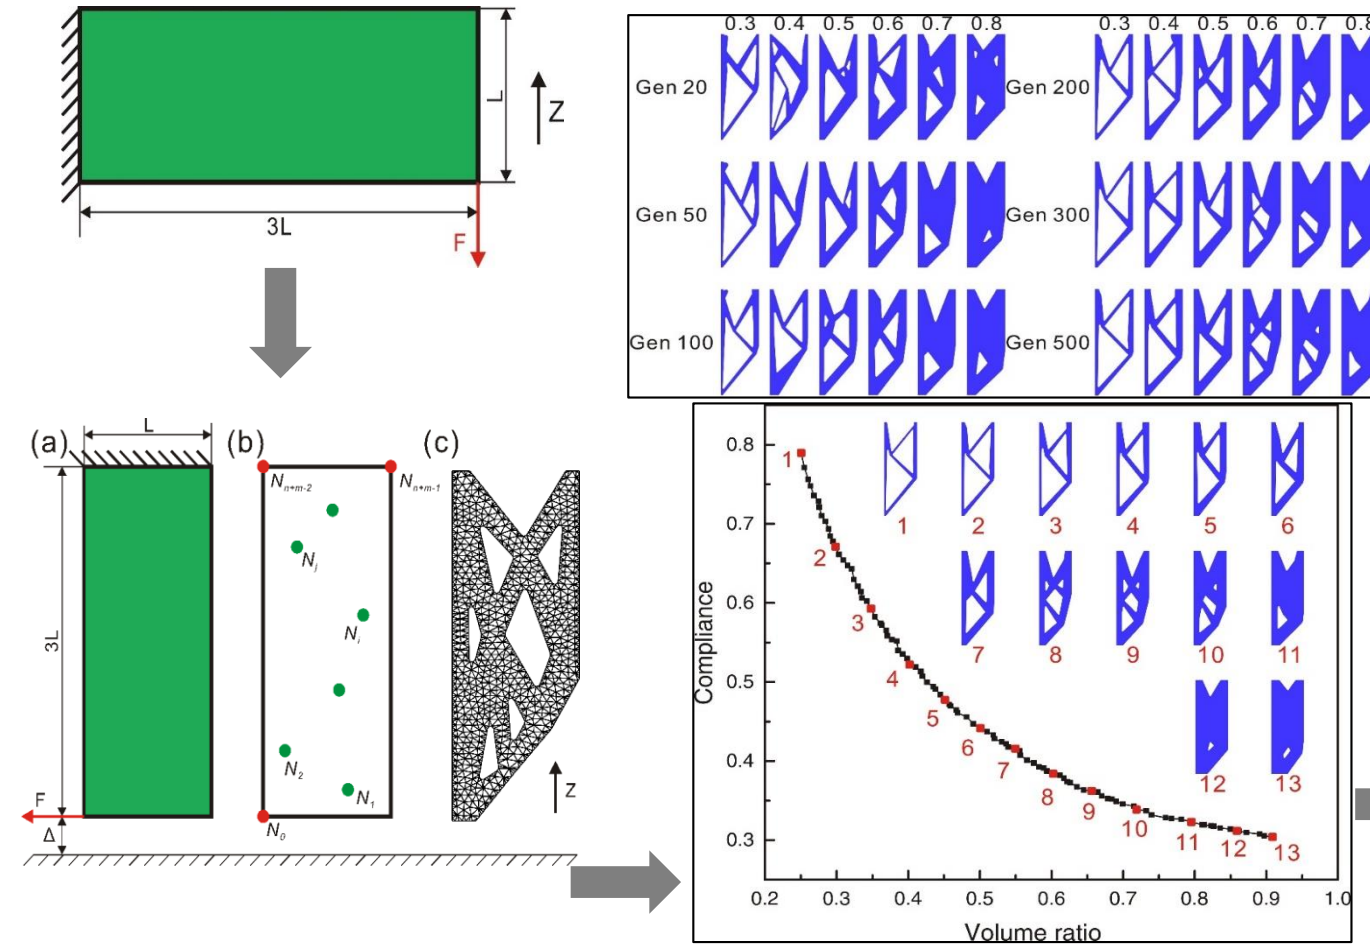 L
Z
3L
F
0.3 0.4 0.5 0.6 0.7 0.8 0.3 0.4 0.5 0.6 0.7 0.8
Gen 20 Gen 200
Gen 50 Gen 300
Gen 100 Gen 500
(a) L (b) (c)
N_{n+m-2} N_{n+m-1}
N_j
N_i
3L
N_2
N_1
Z
F
N_0
Δ
Compliance
0.8
0.7
0.6
0.5
0.4
0.3
0.2 0.3 0.4 0.5 0.6 0.7 0.8 0.9 1.0
Volume ratio
1
2
3
4
5
6
7
8
9
10
11
12
13
1 2 3 4 5 6
7 8 9 10 11
12 13